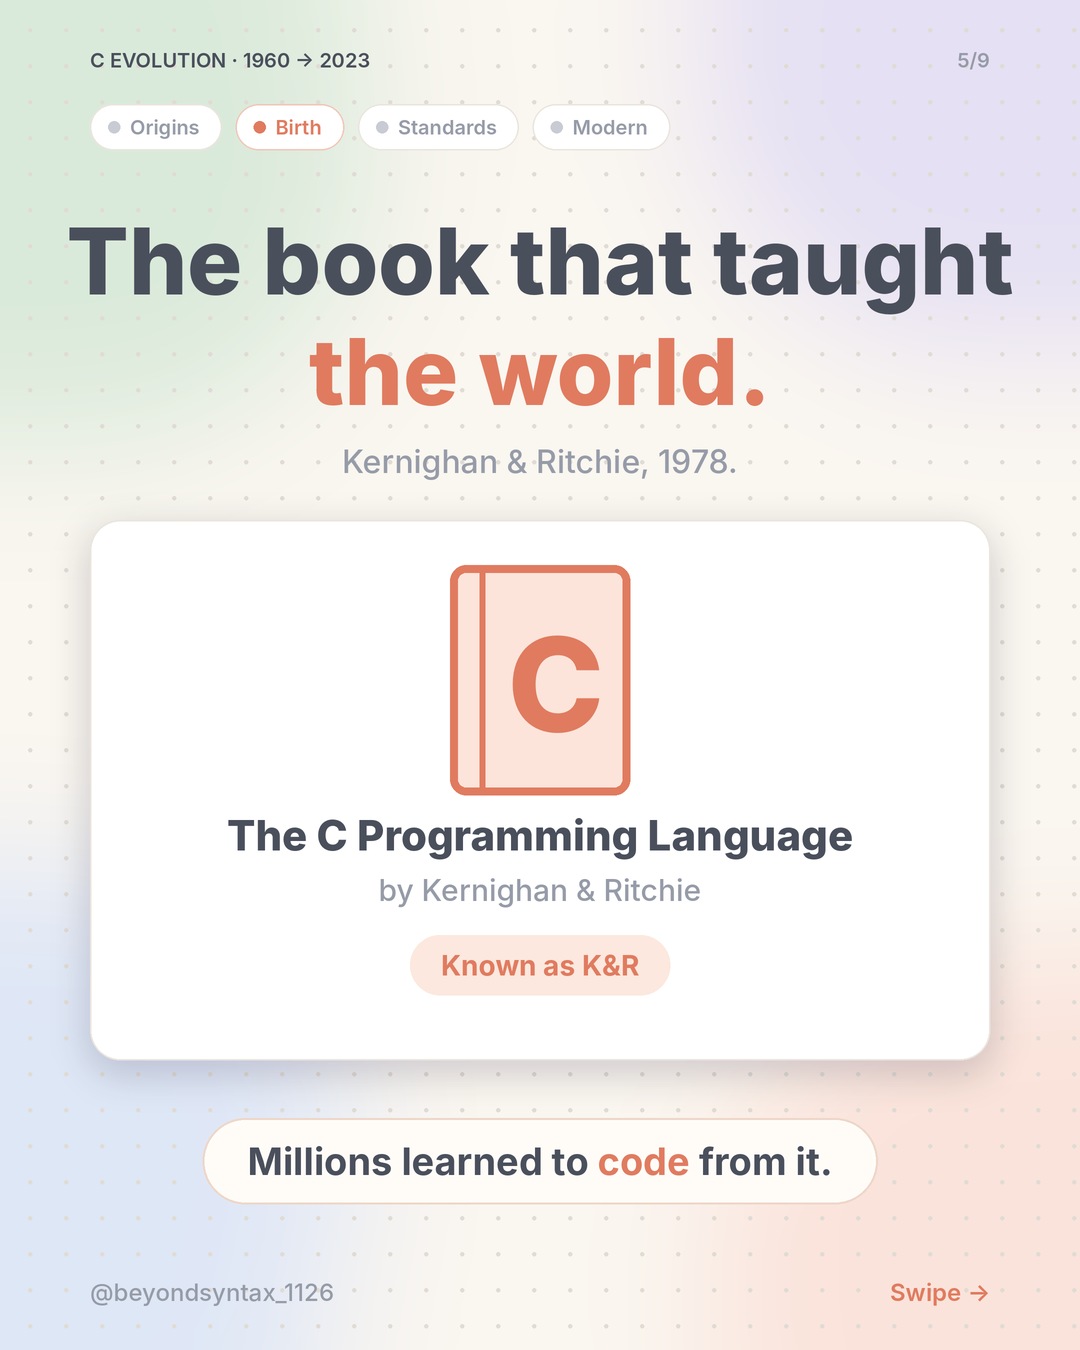 C EVOLUTION · 1960 → 2023
5/9
Origins
Birth
Standards
Modern
The book that taught
the world.
Kernighan & Ritchie, 1978.
C
The C Programming Language
by Kernighan & Ritchie
Known as K&R
Millions learned to code from it.
@beyondsyntax_1126
Swipe →